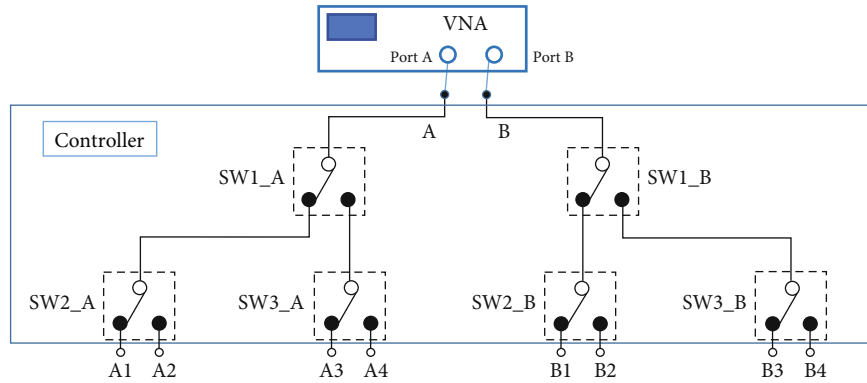 VNA
Port A
Port B
A
B
Controller
SW1_A
SW1_B
SW2_A
SW3_A
SW2_B
SW3_B
A1
A2
A3
A4
B1
B2
B3
B4